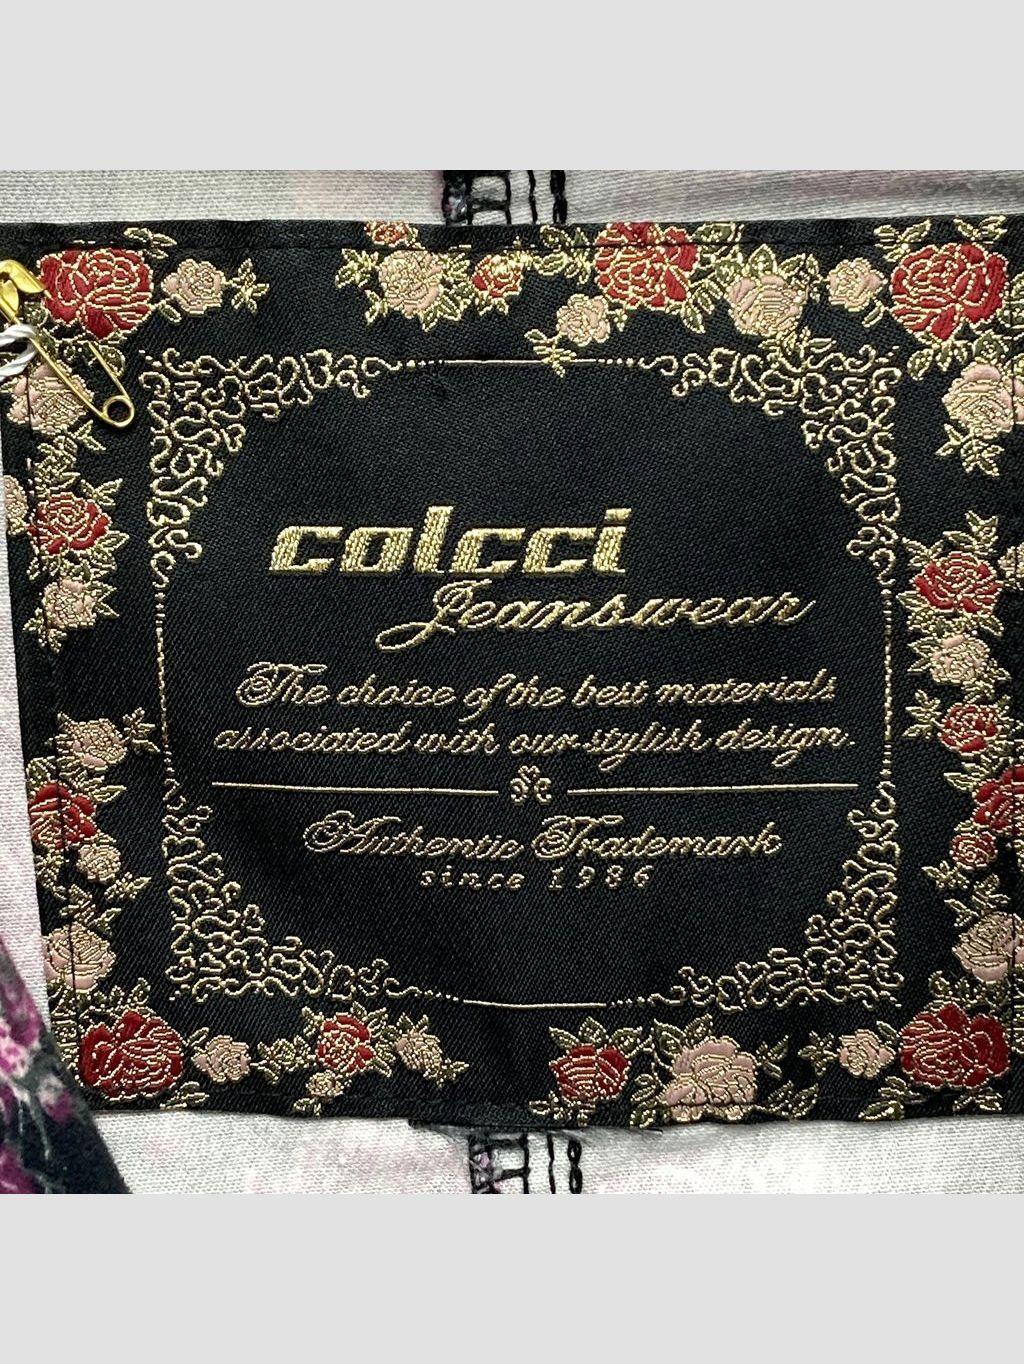 colcci
Jeanswear
The choice of the best materials
associated with our stylish design.
Authentic Trademark
since 1986